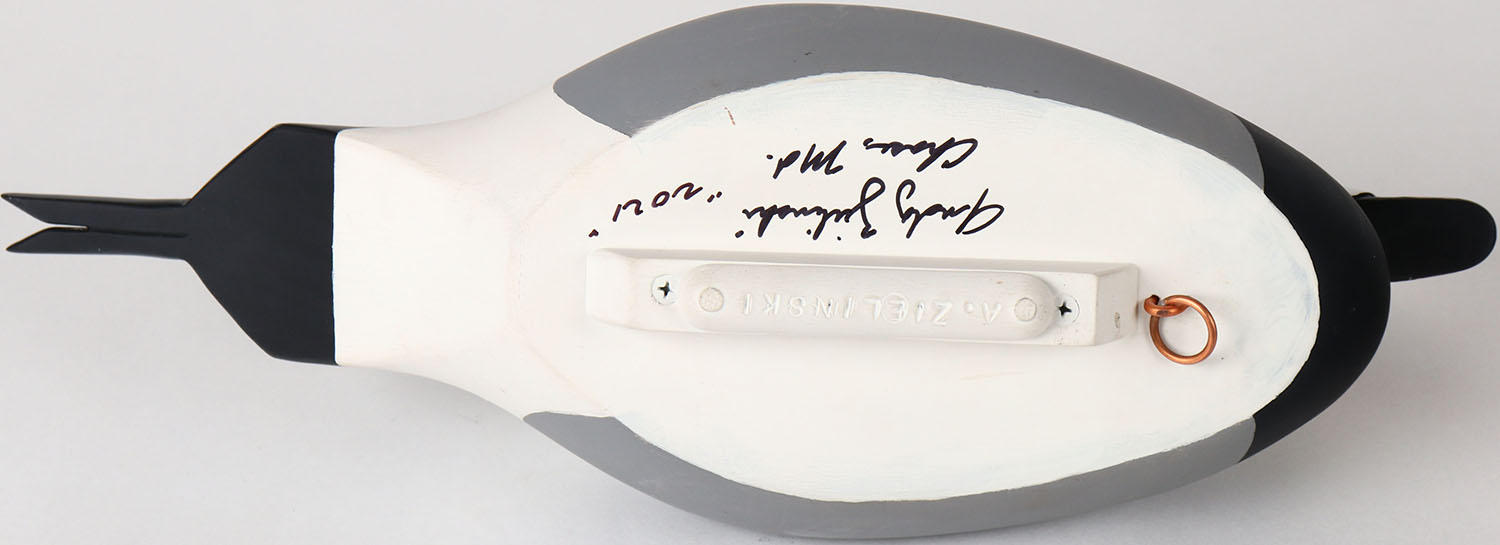 Andy Zielinski
Chase, Md.
"2021"
A. ZIELINSKI